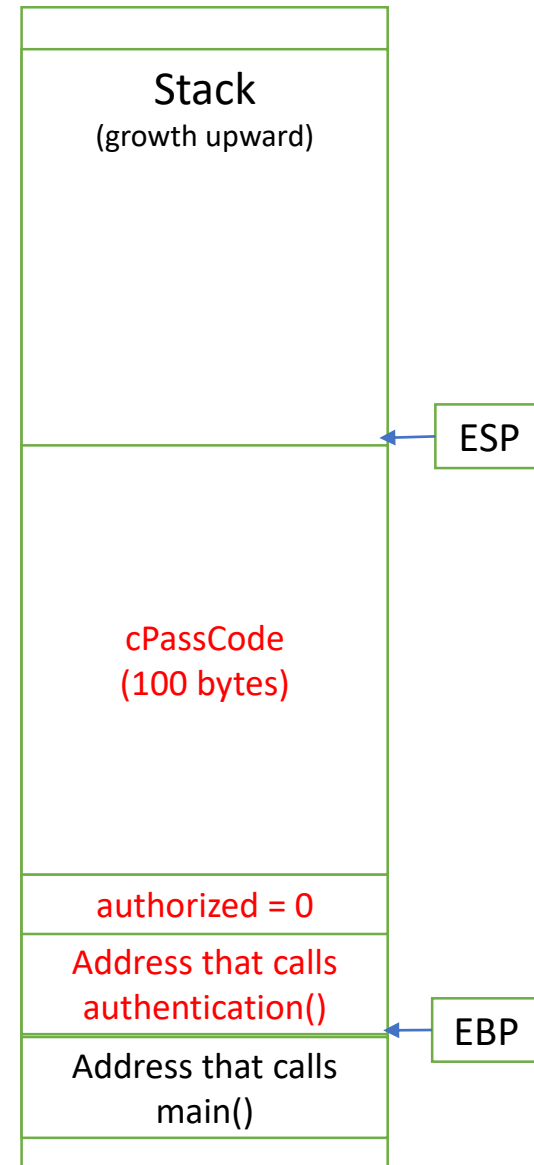 Stack
(growth upward)
ESP
cPassCode
(100 bytes)
authorized = 0
Address that calls
authentication()
EBP
Address that calls
main()